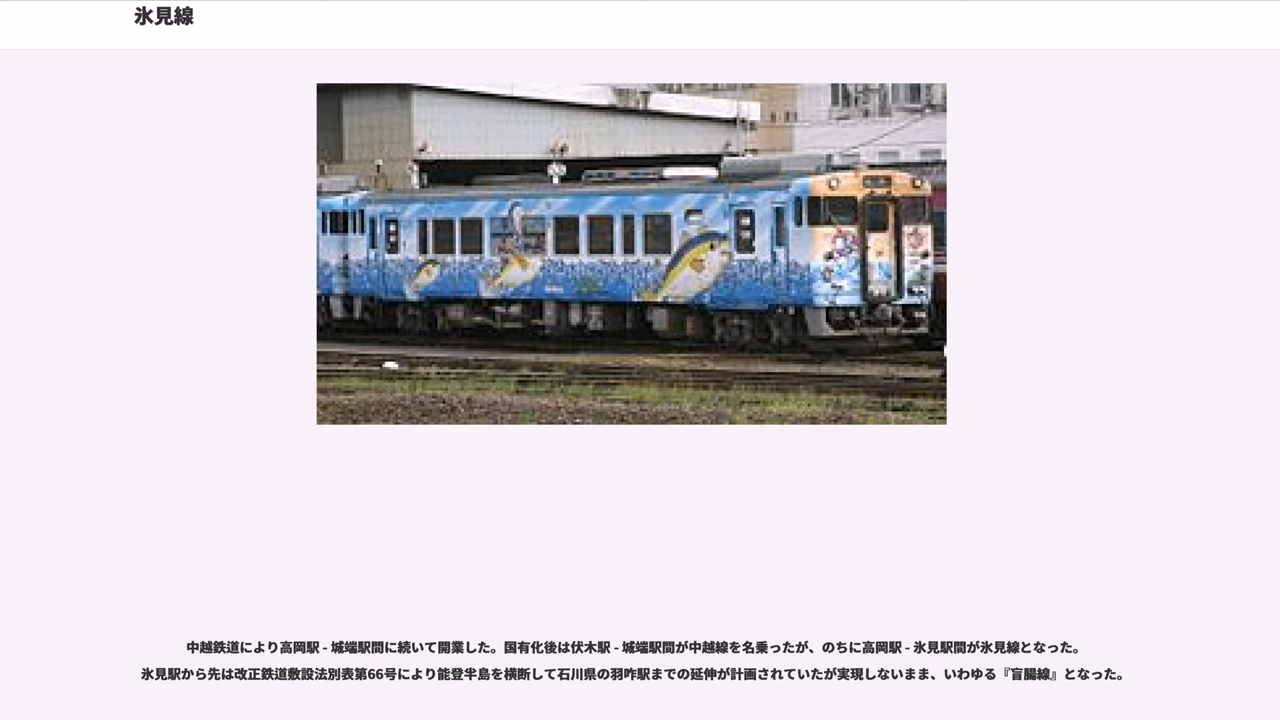 氷見線
中越鉄道により高岡駅 - 城端駅間に続いて開業した。国有化後は伏木駅 - 城端駅間が中越線を名乗ったが、のちに高岡駅 - 氷見駅間が氷見線となった。
氷見駅から先は改正鉄道敷設法別表第66号により能登半島を横断して石川県の羽咋駅までの延伸が計画されていたが実現しないまま、いわゆる『盲腸線』となった。